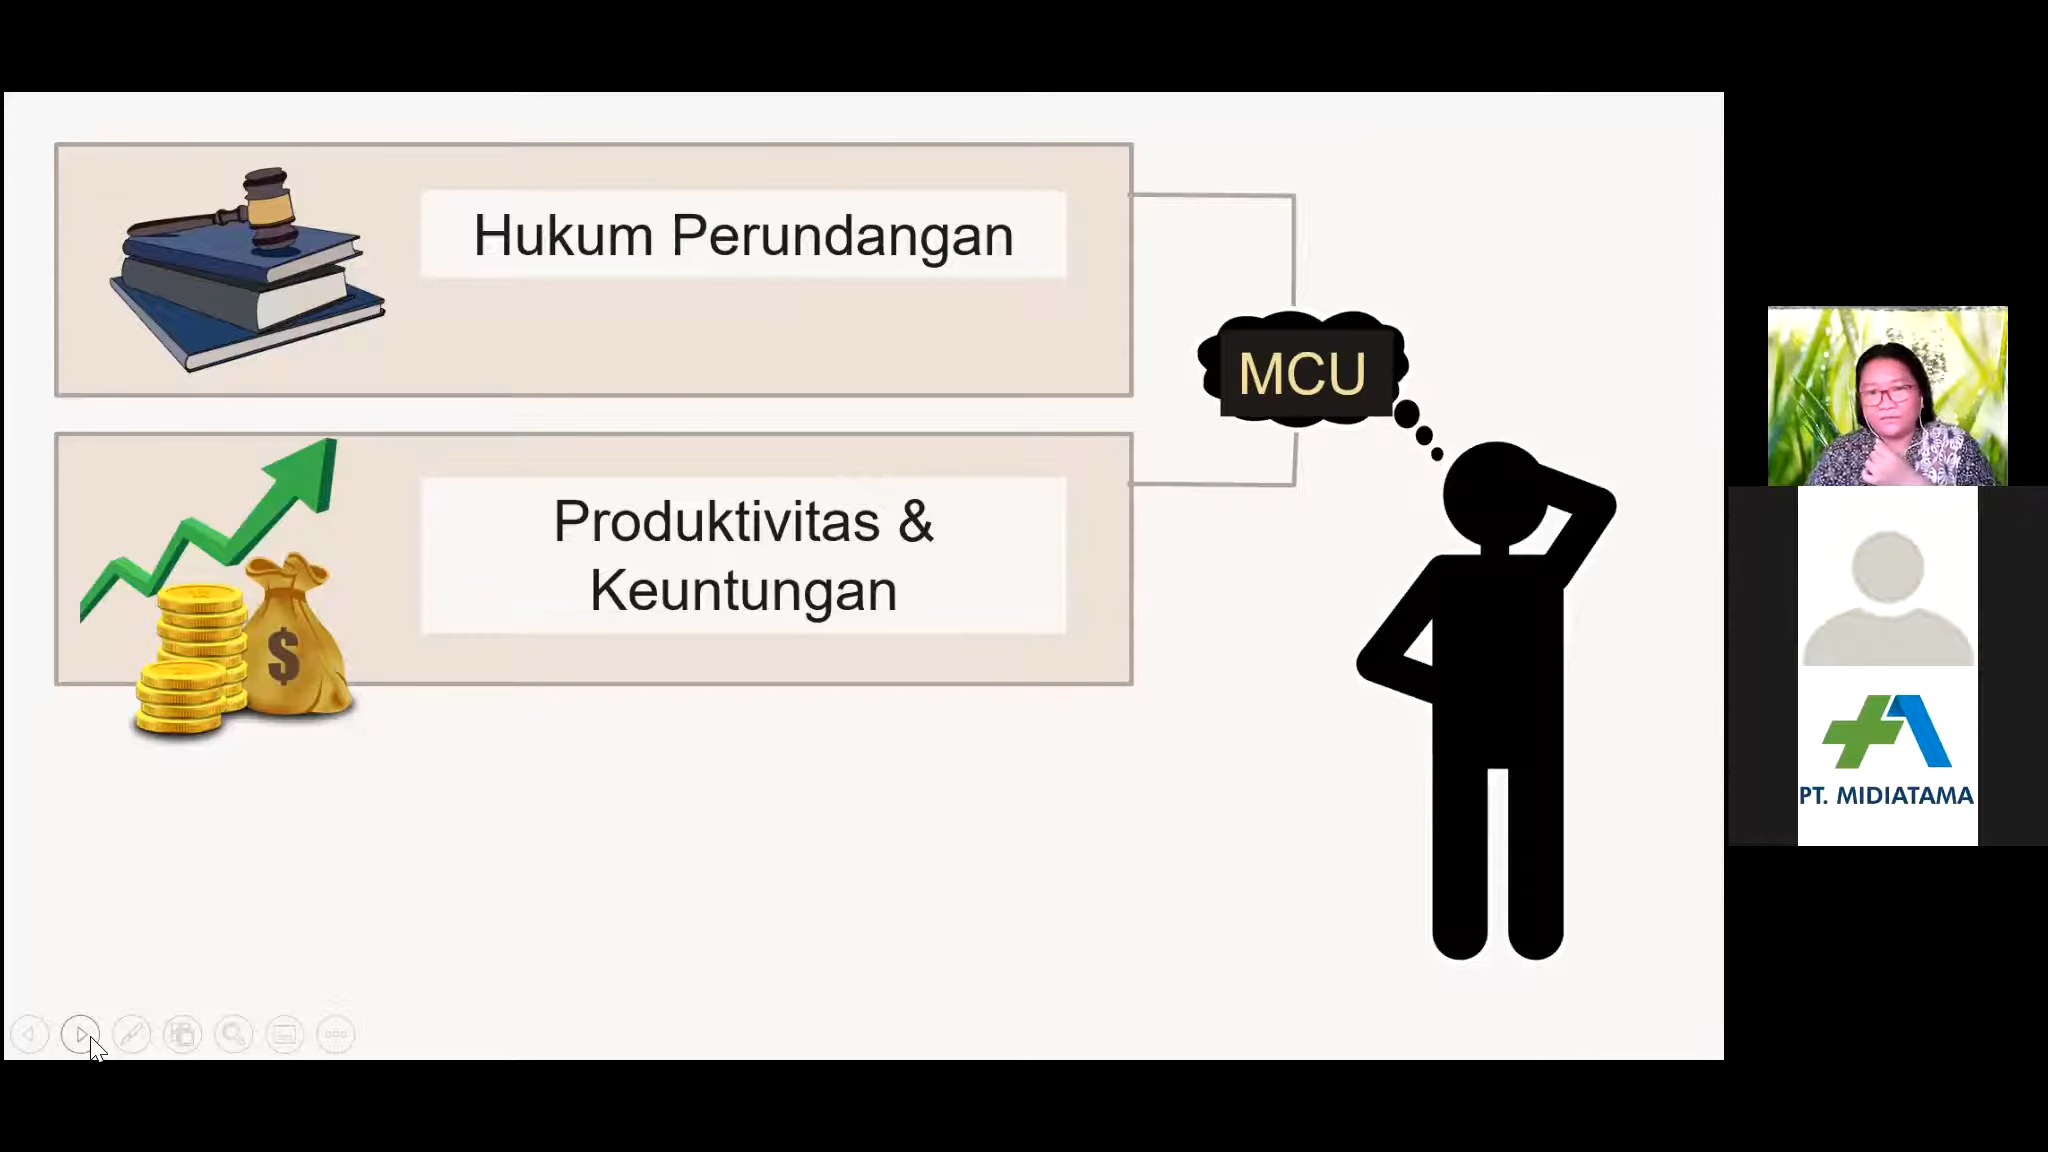 Hukum Perundangan
MCU
Produktivitas &
Keuntungan
$
PT. MIDIATAMA